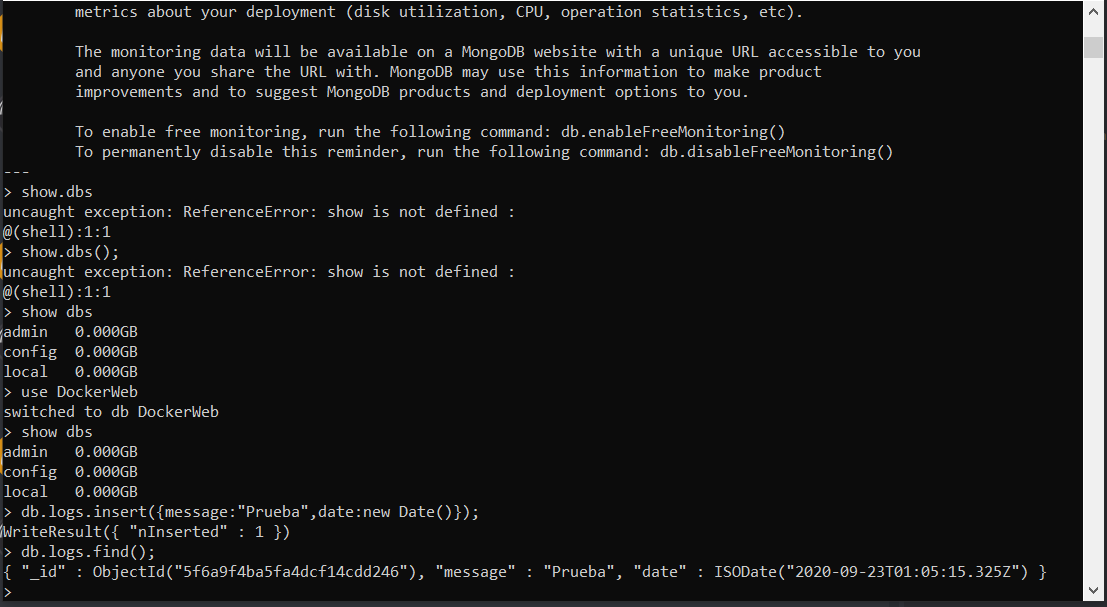 metrics about your deployment (disk utilization, CPU, operation statistics, etc).
The monitoring data will be available on a MongoDB website with a unique URL accessible to you
and anyone you share the URL with. MongoDB may use this information to make product
improvements and to suggest MongoDB products and deployment options to you.
To enable free monitoring, run the following command: db.enableFreeMonitoring()
To permanently disable this reminder, run the following command: db.disableFreeMonitoring()
---
> show.dbs
uncaught exception: ReferenceError: show is not defined :
@(shell):1:1
> show.dbs();
uncaught exception: ReferenceError: show is not defined :
@(shell):1:1
> show dbs
admin   0.000GB
config  0.000GB
local   0.000GB
> use DockerWeb
switched to db DockerWeb
> show dbs
admin   0.000GB
config  0.000GB
local   0.000GB
> db.logs.insert({message:"Prueba",date:new Date()});
WriteResult({ "nInserted" : 1 })
> db.logs.find();
{ "_id" : ObjectId("5f6a9f4ba5fa4dcf14cdd246"), "message" : "Prueba", "date" : ISODate("2020-09-23T01:05:15.325Z") }
>